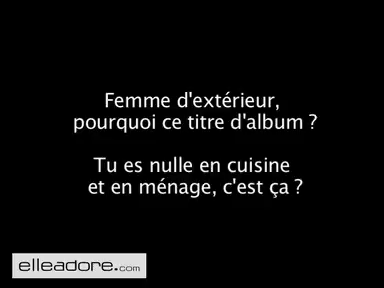 Femme d'extérieur,
pourquoi ce titre d'album ?
Tu es nulle en cuisine
et en ménage, c'est ça ?
elleadore.com